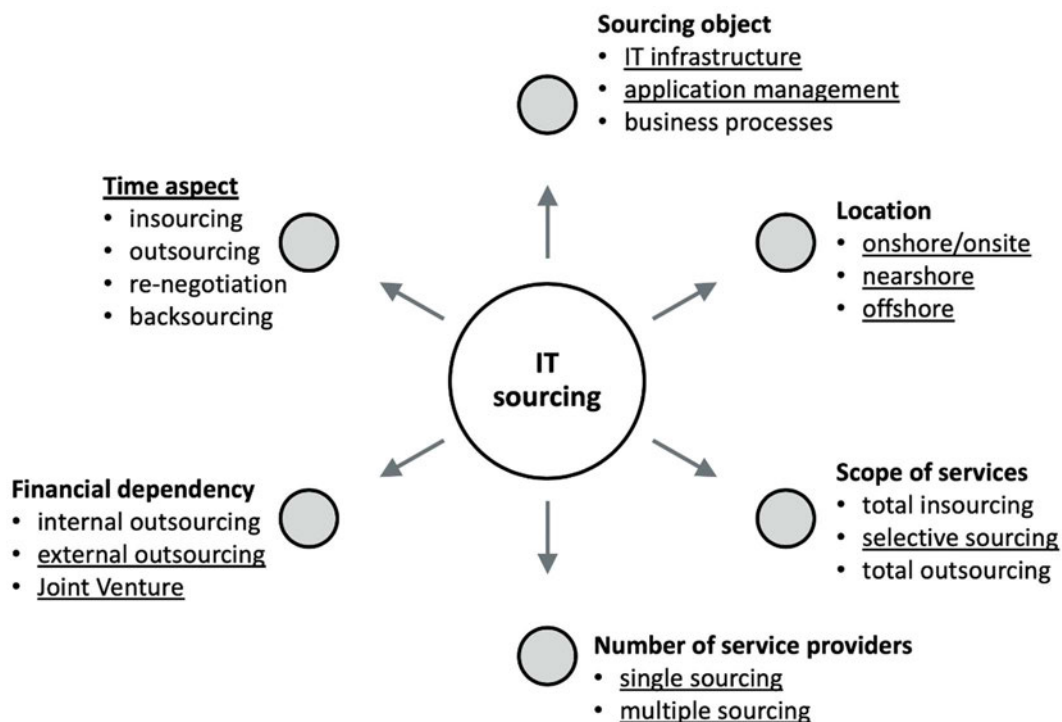 Sourcing object
• IT infrastructure
• application management
• business processes
Time aspect
• insourcing
• outsourcing
• re-negotiation
• backsourcing
Location
• onshore/onsite
• nearshore
• offshore
IT
sourcing
Financial dependency
• internal outsourcing
• external outsourcing
• Joint Venture
Scope of services
• total insourcing
• selective sourcing
• total outsourcing
Number of service providers
• single sourcing
• multiple sourcing